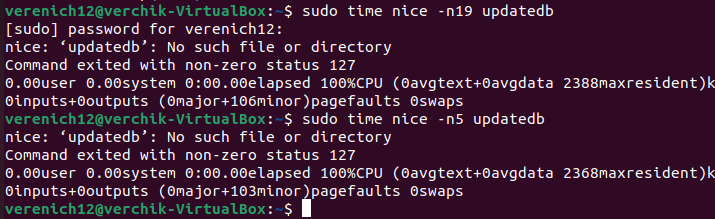 verenich12@verchik-VirtualBox:~$ sudo time nice -n19 updatedb
[sudo] password for verenich12:
nice: ‘updatedb’: No such file or directory
Command exited with non-zero status 127
0.00user 0.00system 0:00.00elapsed 100%CPU (0avgtext+0avgdata 2388maxresident)k
0inputs+0outputs (0major+106minor)pagefaults 0swaps
verenich12@verchik-VirtualBox:~$ sudo time nice -n5 updatedb
nice: ‘updatedb’: No such file or directory
Command exited with non-zero status 127
0.00user 0.00system 0:00.00elapsed 100%CPU (0avgtext+0avgdata 2368maxresident)k
0inputs+0outputs (0major+103minor)pagefaults 0swaps
verenich12@verchik-VirtualBox:~$